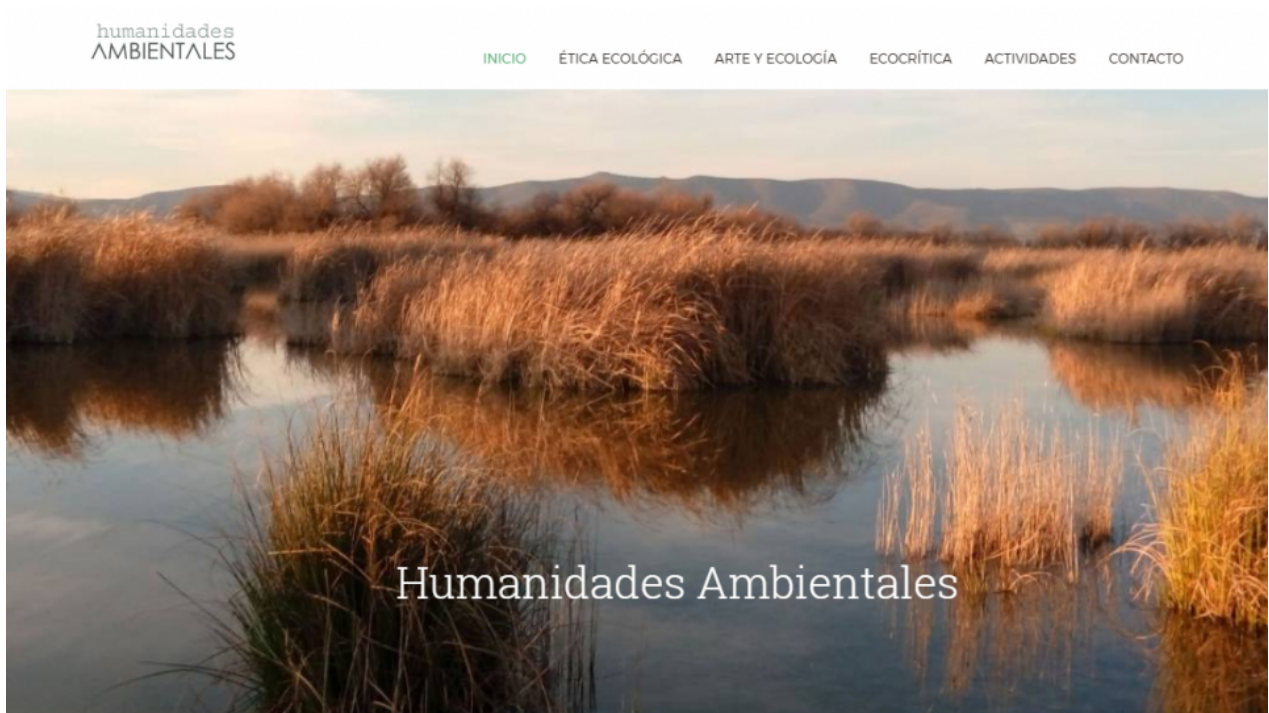 humanidades
AMBIENTALES
INICIO ÉTICA ECOLÓGICA ARTE Y ECOLOGÍA ECOCRÍTICA ACTIVIDADES CONTACTO
Humanidades Ambientales